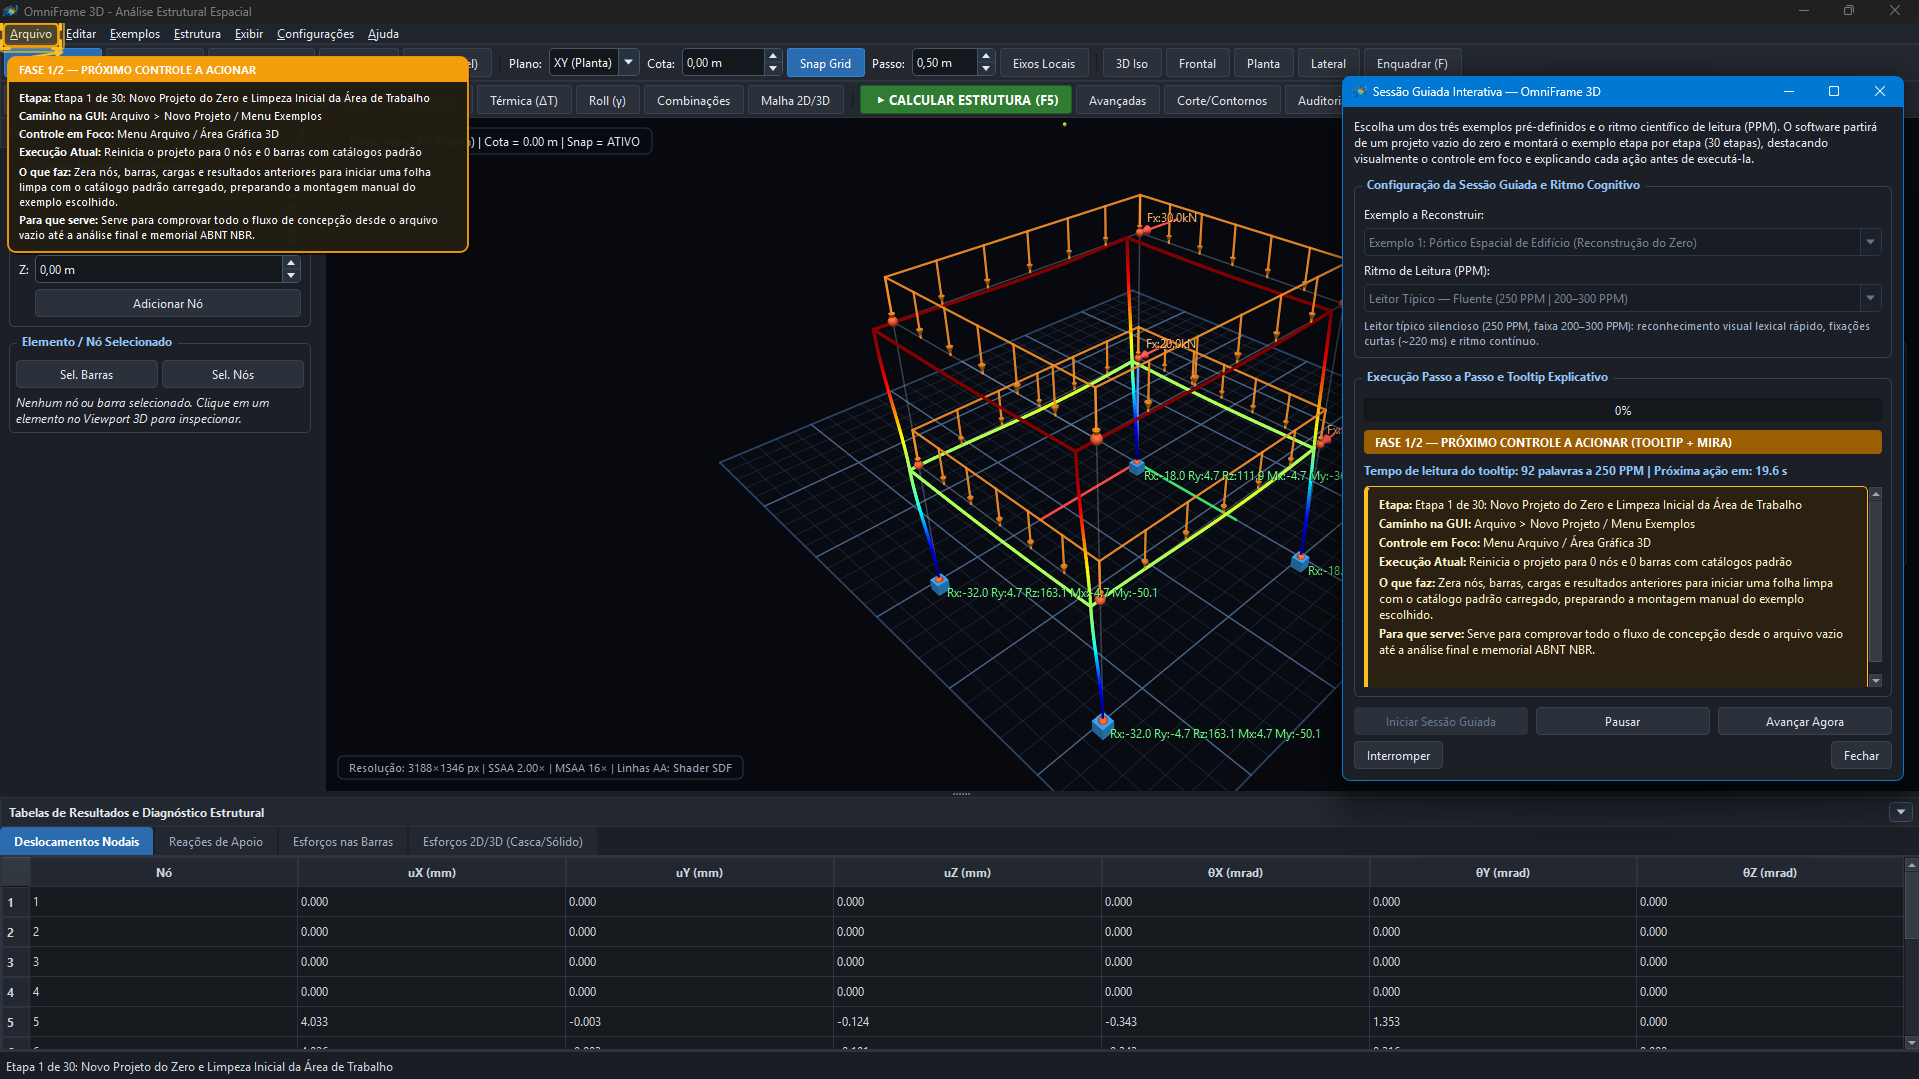 OmniFrame 3D - Análise Estrutural Espacial
Arquivo Editar Exemplos Estrutura Exibir Configurações Ajuda
Plano: XY (Planta) Cota: 0,00 m Snap Grid Passo: 0,50 m Eixos Locais 3D Iso Frontal Planta Lateral Enquadrar (F)
Térmica (ΔT) Roll (γ) Combinações Malha 2D/3D ▸ CALCULAR ESTRUTURA (F5) Avançadas Corte/Contornos
FASE 1/2 — PRÓXIMO CONTROLE A ACIONAR
Etapa: Etapa 1 de 30: Novo Projeto do Zero e Limpeza Inicial da Área de Trabalho
Caminho na GUI: Arquivo > Novo Projeto / Menu Exemplos
Controle em Foco: Menu Arquivo / Área Gráfica 3D
Execução Atual: Reinicia o projeto para 0 nós e 0 barras com catálogos padrão
O que faz: Zera nós, barras, cargas e resultados anteriores para iniciar uma folha
limpa com o catálogo padrão carregado, preparando a montagem manual do
exemplo escolhido.
Para que serve: Serve para comprovar todo o fluxo de concepção desde o arquivo
vazio até a análise final e memorial ABNT NBR.
| Cota = 0.00 m | Snap = ATIVO
Z: 0,00 m
Adicionar Nó
Elemento / Nó Selecionado
Sel. Barras Sel. Nós
Nenhum nó ou barra selecionado. Clique em um
elemento no Viewport 3D para inspecionar.
Fx:30.0kN
Fx:20.0kN
Fx:
Rx:-18.0 Ry:4.7 Rz:111.9 Mx:-4.7 My:-3
Rx:-18.
Rx:-32.0 Ry:4.7 Rz:163.1 Mx:-4.7 My:-50.1
Rx:-32.0 Ry:-4.7 Rz:163.1 Mx:4.7 My:-50.1
Resolução: 3188×1346 px | SSAA 2.00× | MSAA 16× | Linhas AA: Shader SDF
Sessão Guiada Interativa — OmniFrame 3D
Escolha um dos três exemplos pré-definidos e o ritmo científico de leitura (PPM). O software partirá
de um projeto vazio do zero e montará o exemplo etapa por etapa (30 etapas), destacando
visualmente o controle em foco e explicando cada ação antes de executá-la.
Configuração da Sessão Guiada e Ritmo Cognitivo
Exemplo a Reconstruir:
Exemplo 1: Pórtico Espacial de Edifício (Reconstrução do Zero)
Ritmo de Leitura (PPM):
Leitor Típico — Fluente (250 PPM | 200–300 PPM)
Leitor típico silencioso (250 PPM, faixa 200–300 PPM): reconhecimento visual lexical rápido, fixações
curtas (~220 ms) e ritmo contínuo.
Execução Passo a Passo e Tooltip Explicativo
0%
FASE 1/2 — PRÓXIMO CONTROLE A ACIONAR (TOOLTIP + MIRA)
Tempo de leitura do tooltip: 92 palavras a 250 PPM | Próxima ação em: 19.6 s
Etapa: Etapa 1 de 30: Novo Projeto do Zero e Limpeza Inicial da Área de Trabalho
Caminho na GUI: Arquivo > Novo Projeto / Menu Exemplos
Controle em Foco: Menu Arquivo / Área Gráfica 3D
Execução Atual: Reinicia o projeto para 0 nós e 0 barras com catálogos padrão
O que faz: Zera nós, barras, cargas e resultados anteriores para iniciar uma folha limpa
com o catálogo padrão carregado, preparando a montagem manual do exemplo
escolhido.
Para que serve: Serve para comprovar todo o fluxo de concepção desde o arquivo vazio
até a análise final e memorial ABNT NBR.
Iniciar Sessão Guiada Pausar Avançar Agora
Interromper Fechar
Tabelas de Resultados e Diagnóstico Estrutural
Deslocamentos Nodais Reações de Apoio Esforços nas Barras Esforços 2D/3D (Casca/Sólido)
Nó uX (mm) uY (mm) uZ (mm) θX (mrad) θY (mrad) θZ (mrad)
1 1 0.000 0.000 0.000 0.000 0.000 0.000
2 2 0.000 0.000 0.000 0.000 0.000 0.000
3 3 0.000 0.000 0.000 0.000 0.000 0.000
4 4 0.000 0.000 0.000 0.000 0.000 0.000
5 5 4.033 -0.003 -0.124 -0.343 1.353 0.000
Etapa 1 de 30: Novo Projeto do Zero e Limpeza Inicial da Área de Trabalho